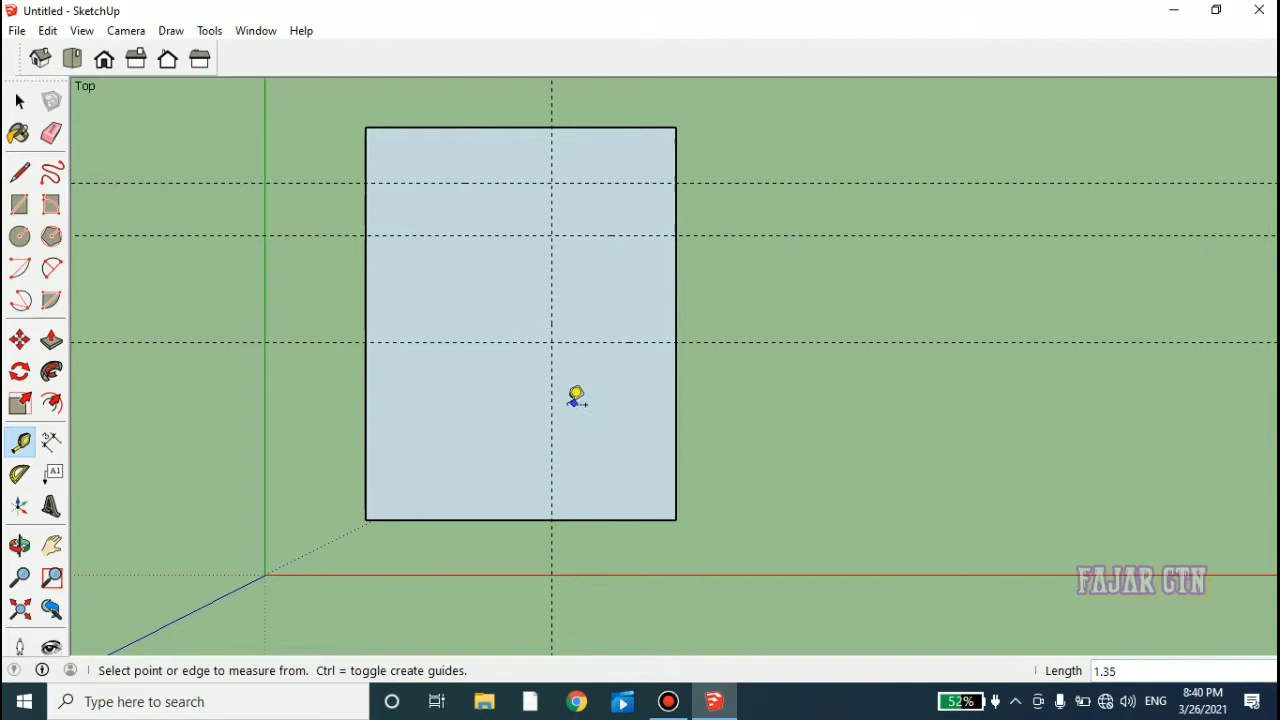 Untitled - SketchUp
File Edit View Camera Draw Tools Window Help
Top
A1
FAJAR CTN
Select point or edge to measure from. Ctrl = toggle create guides.
Length 1.35
Type here to search
52%
ENG
8:40 PM
3/26/2021